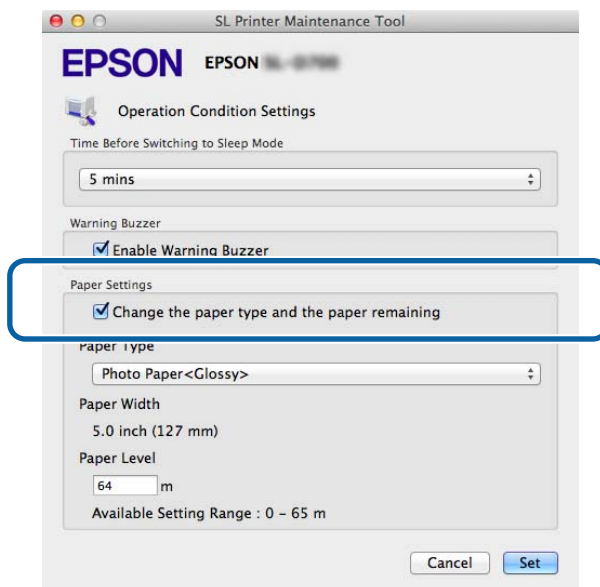 SL Printer Maintenance Tool
EPSON EPSON
Operation Condition Settings
Time Before Switching to Sleep Mode
5 mins
Warning Buzzer
Enable Warning Buzzer
Paper Settings
Change the paper type and the paper remaining
Paper Type
Photo Paper<Glossy>
Paper Width
5.0 inch (127 mm)
Paper Level
64 m
Available Setting Range : 0 – 65 m
Cancel Set